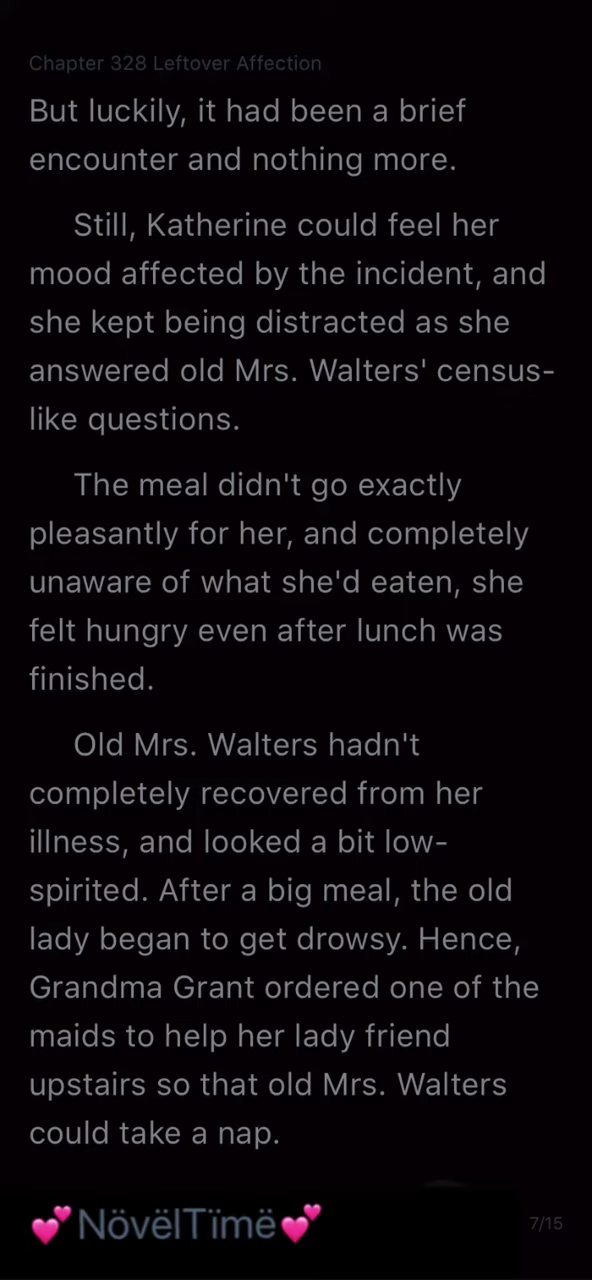 Chapter 328 Leftover Affection
But luckily, it had been a brief
encounter and nothing more.
Still, Katherine could feel her
mood affected by the incident, and
she kept being distracted as she
answered old Mrs. Walters' census-
like questions.
The meal didn't go exactly
pleasantly for her, and completely
unaware of what she'd eaten, she
felt hungry even after lunch was
finished.
Old Mrs. Walters hadn't
completely recovered from her
illness, and looked a bit low-
spirited. After a big meal, the old
lady began to get drowsy. Hence,
Grandma Grant ordered one of the
maids to help her lady friend
upstairs so that old Mrs. Walters
could take a nap.
💕NövëlTïmë💕
7/15